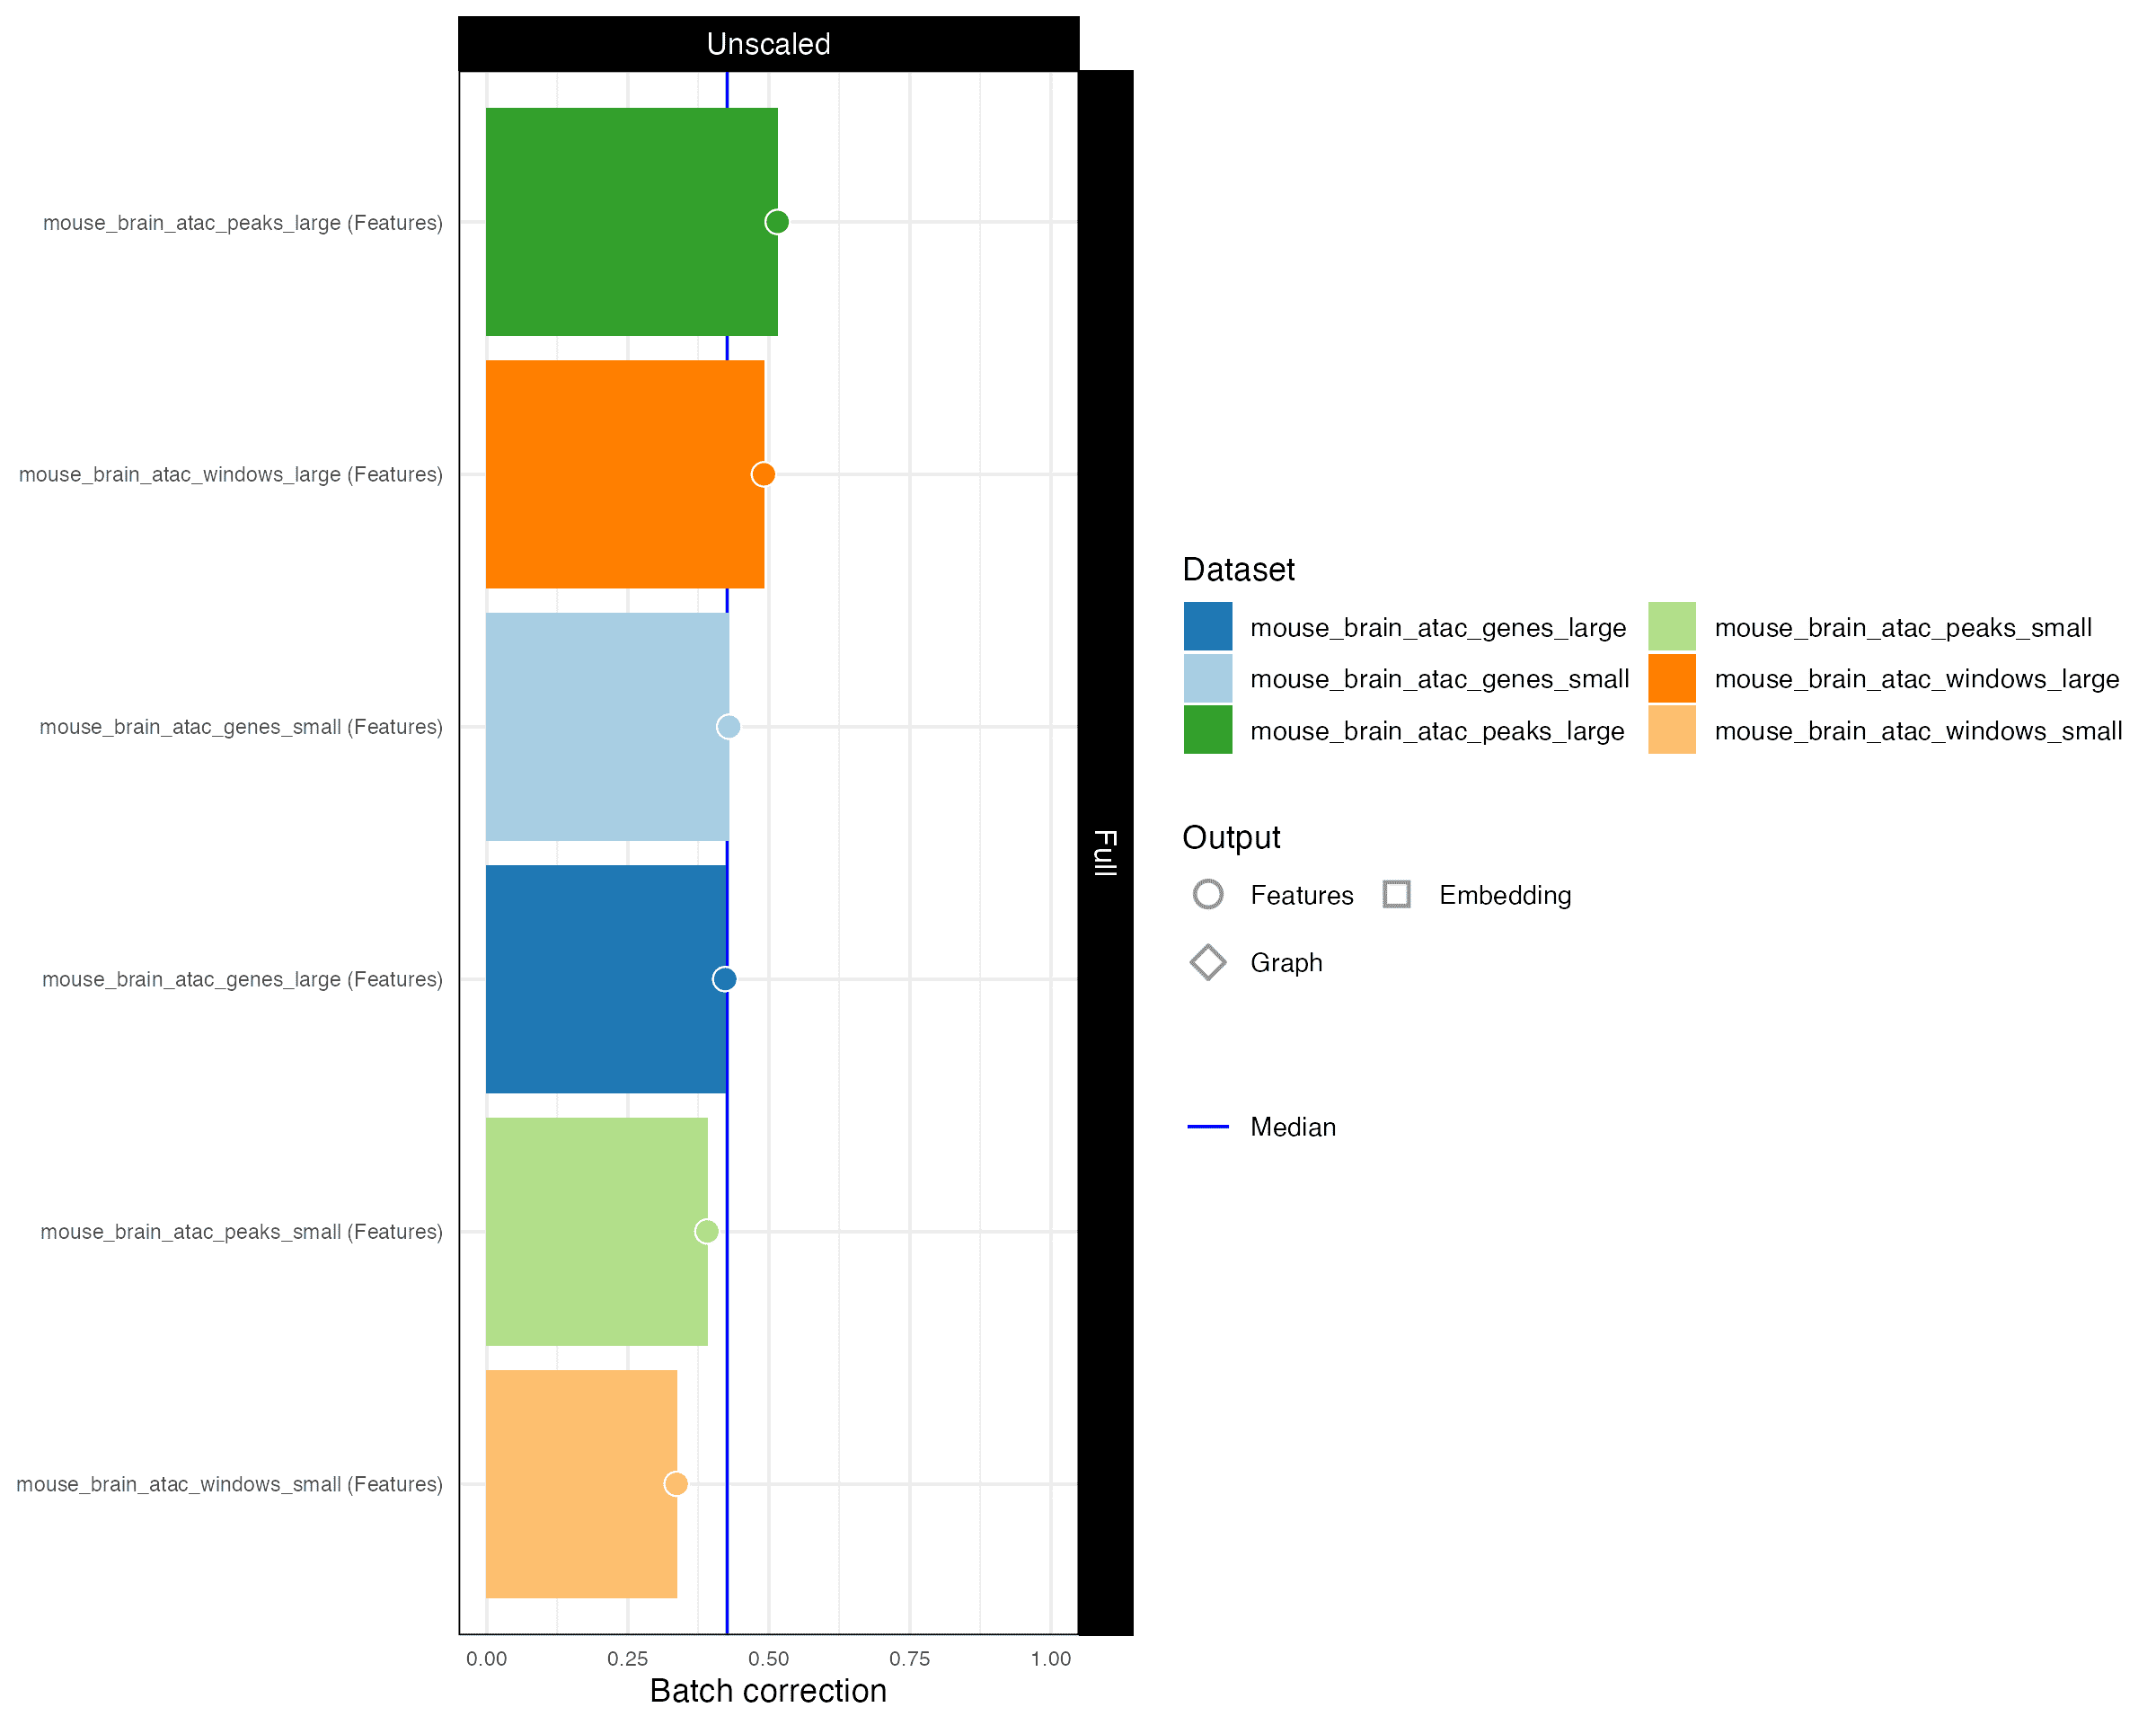 Unscaled
mouse_brain_atac_peaks_large (Features)
mouse_brain_atac_windows_large (Features)
mouse_brain_atac_genes_small (Features)
mouse_brain_atac_genes_large (Features)
mouse_brain_atac_peaks_small (Features)
mouse_brain_atac_windows_small (Features)
0.00 0.25 0.50 0.75 1.00
Batch correction
Full
Dataset
mouse_brain_atac_genes_large mouse_brain_atac_peaks_small
mouse_brain_atac_genes_small mouse_brain_atac_windows_large
mouse_brain_atac_peaks_large mouse_brain_atac_windows_small
Output
Features Embedding
Graph
Median